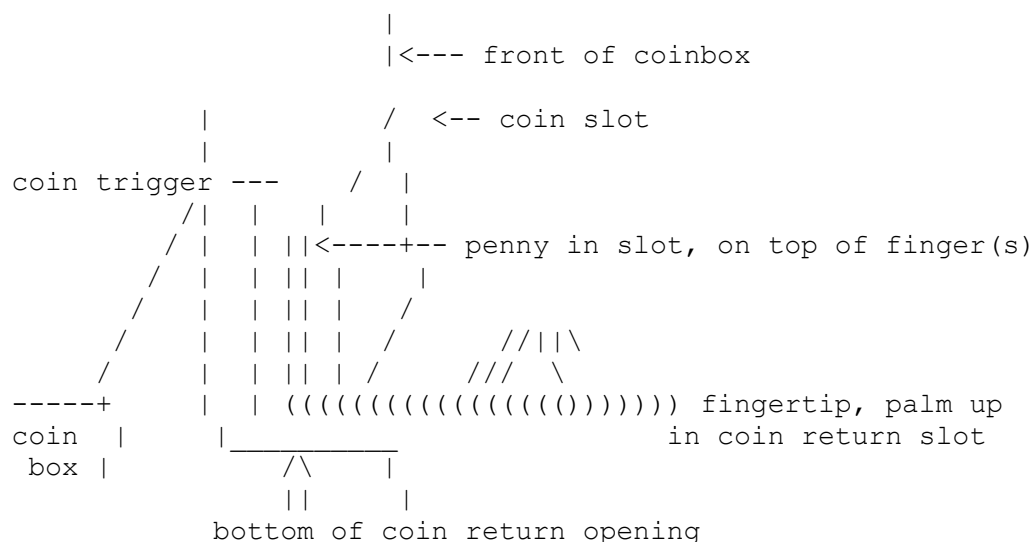 <--- front of coinbox
<-- coin slot
coin trigger ---
<----+-- penny in slot, on top of finger(s)
fingertip, palm up
coin
in coin return slot
box
bottom of coin return opening